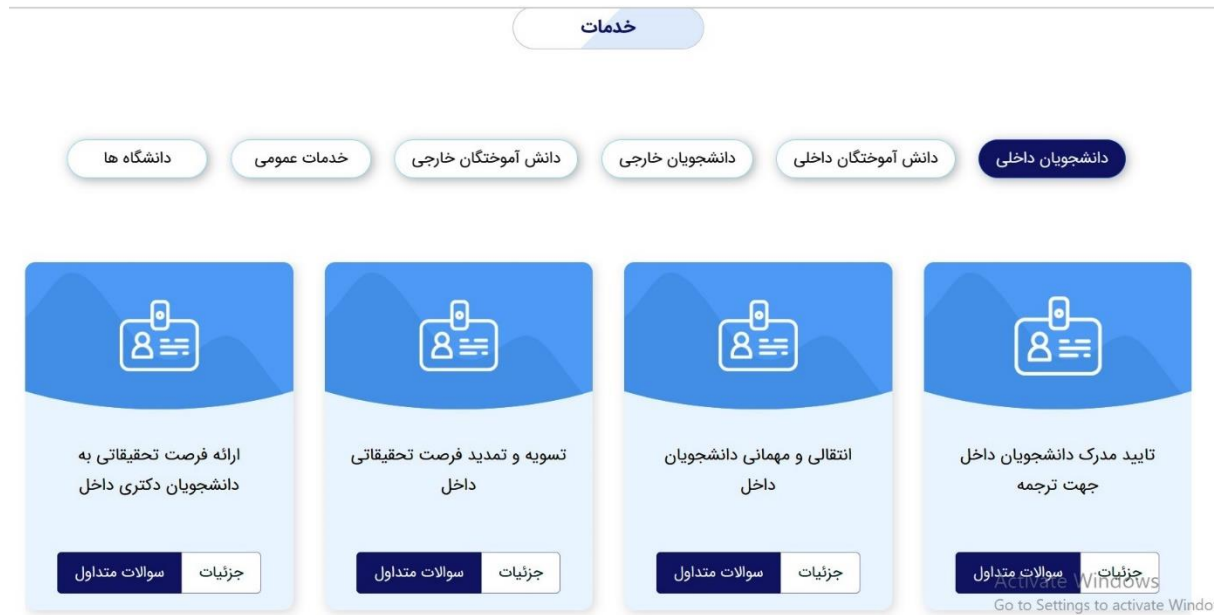 خدمات
دانشجویان داخلی
دانش آموختگان داخلی
دانشجویان خارجی
دانش آموختگان خارجی
خدمات عمومی
دانشگاه ها
تایید مدرک دانشجویان داخل
جهت ترجمه
جزئیات
سوالات متداول
انتقالی و مهمانی دانشجویان
داخل
جزئیات
سوالات متداول
تسویه و تمدید فرصت تحقیقاتی
داخل
جزئیات
سوالات متداول
ارائه فرصت تحقیقاتی به
دانشجویان دکتری داخل
جزئیات
سوالات متداول
Activate Windows
Go to Settings to activate Windo